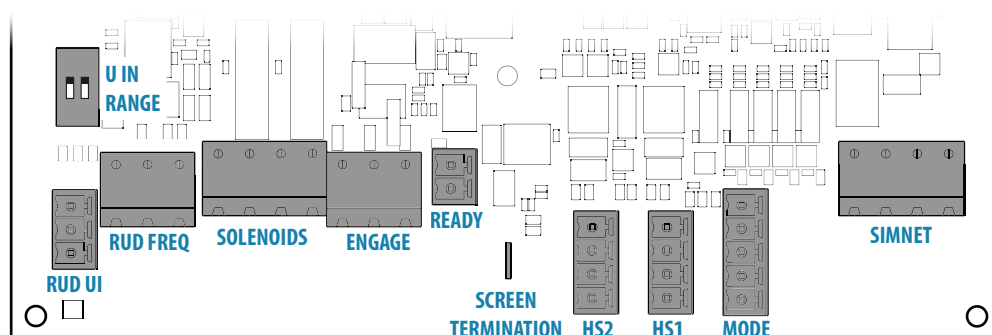 U IN
RANGE
RUD UI
RUD FREQ
SOLENOIDS
ENGAGE
READY
SCREEN
TERMINATION
HS2
HS1
MODE
SIMNET